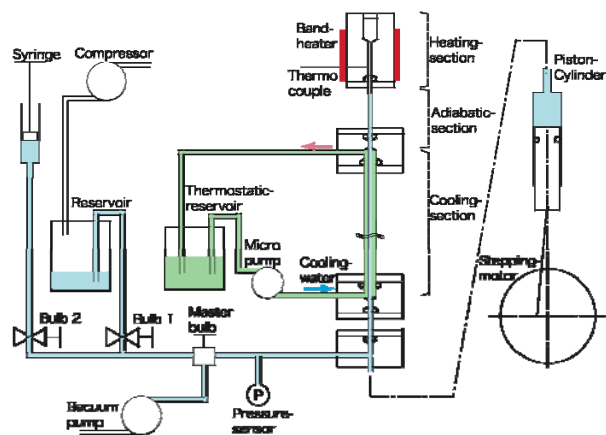 Syringe
Compressor
Band-
heater
Thermo
couple
Heating-
section
Piston-
Cylinder
Adiabatic-
section
Reservoir
Thermostatic-
reservoir
Micro
pump
Cooling-
water
Cooling-
section
Stepping-
motor
Bulb 2
Bulb 1
Master
bulb
Vacuum
pump
P
Pressure-
sensor